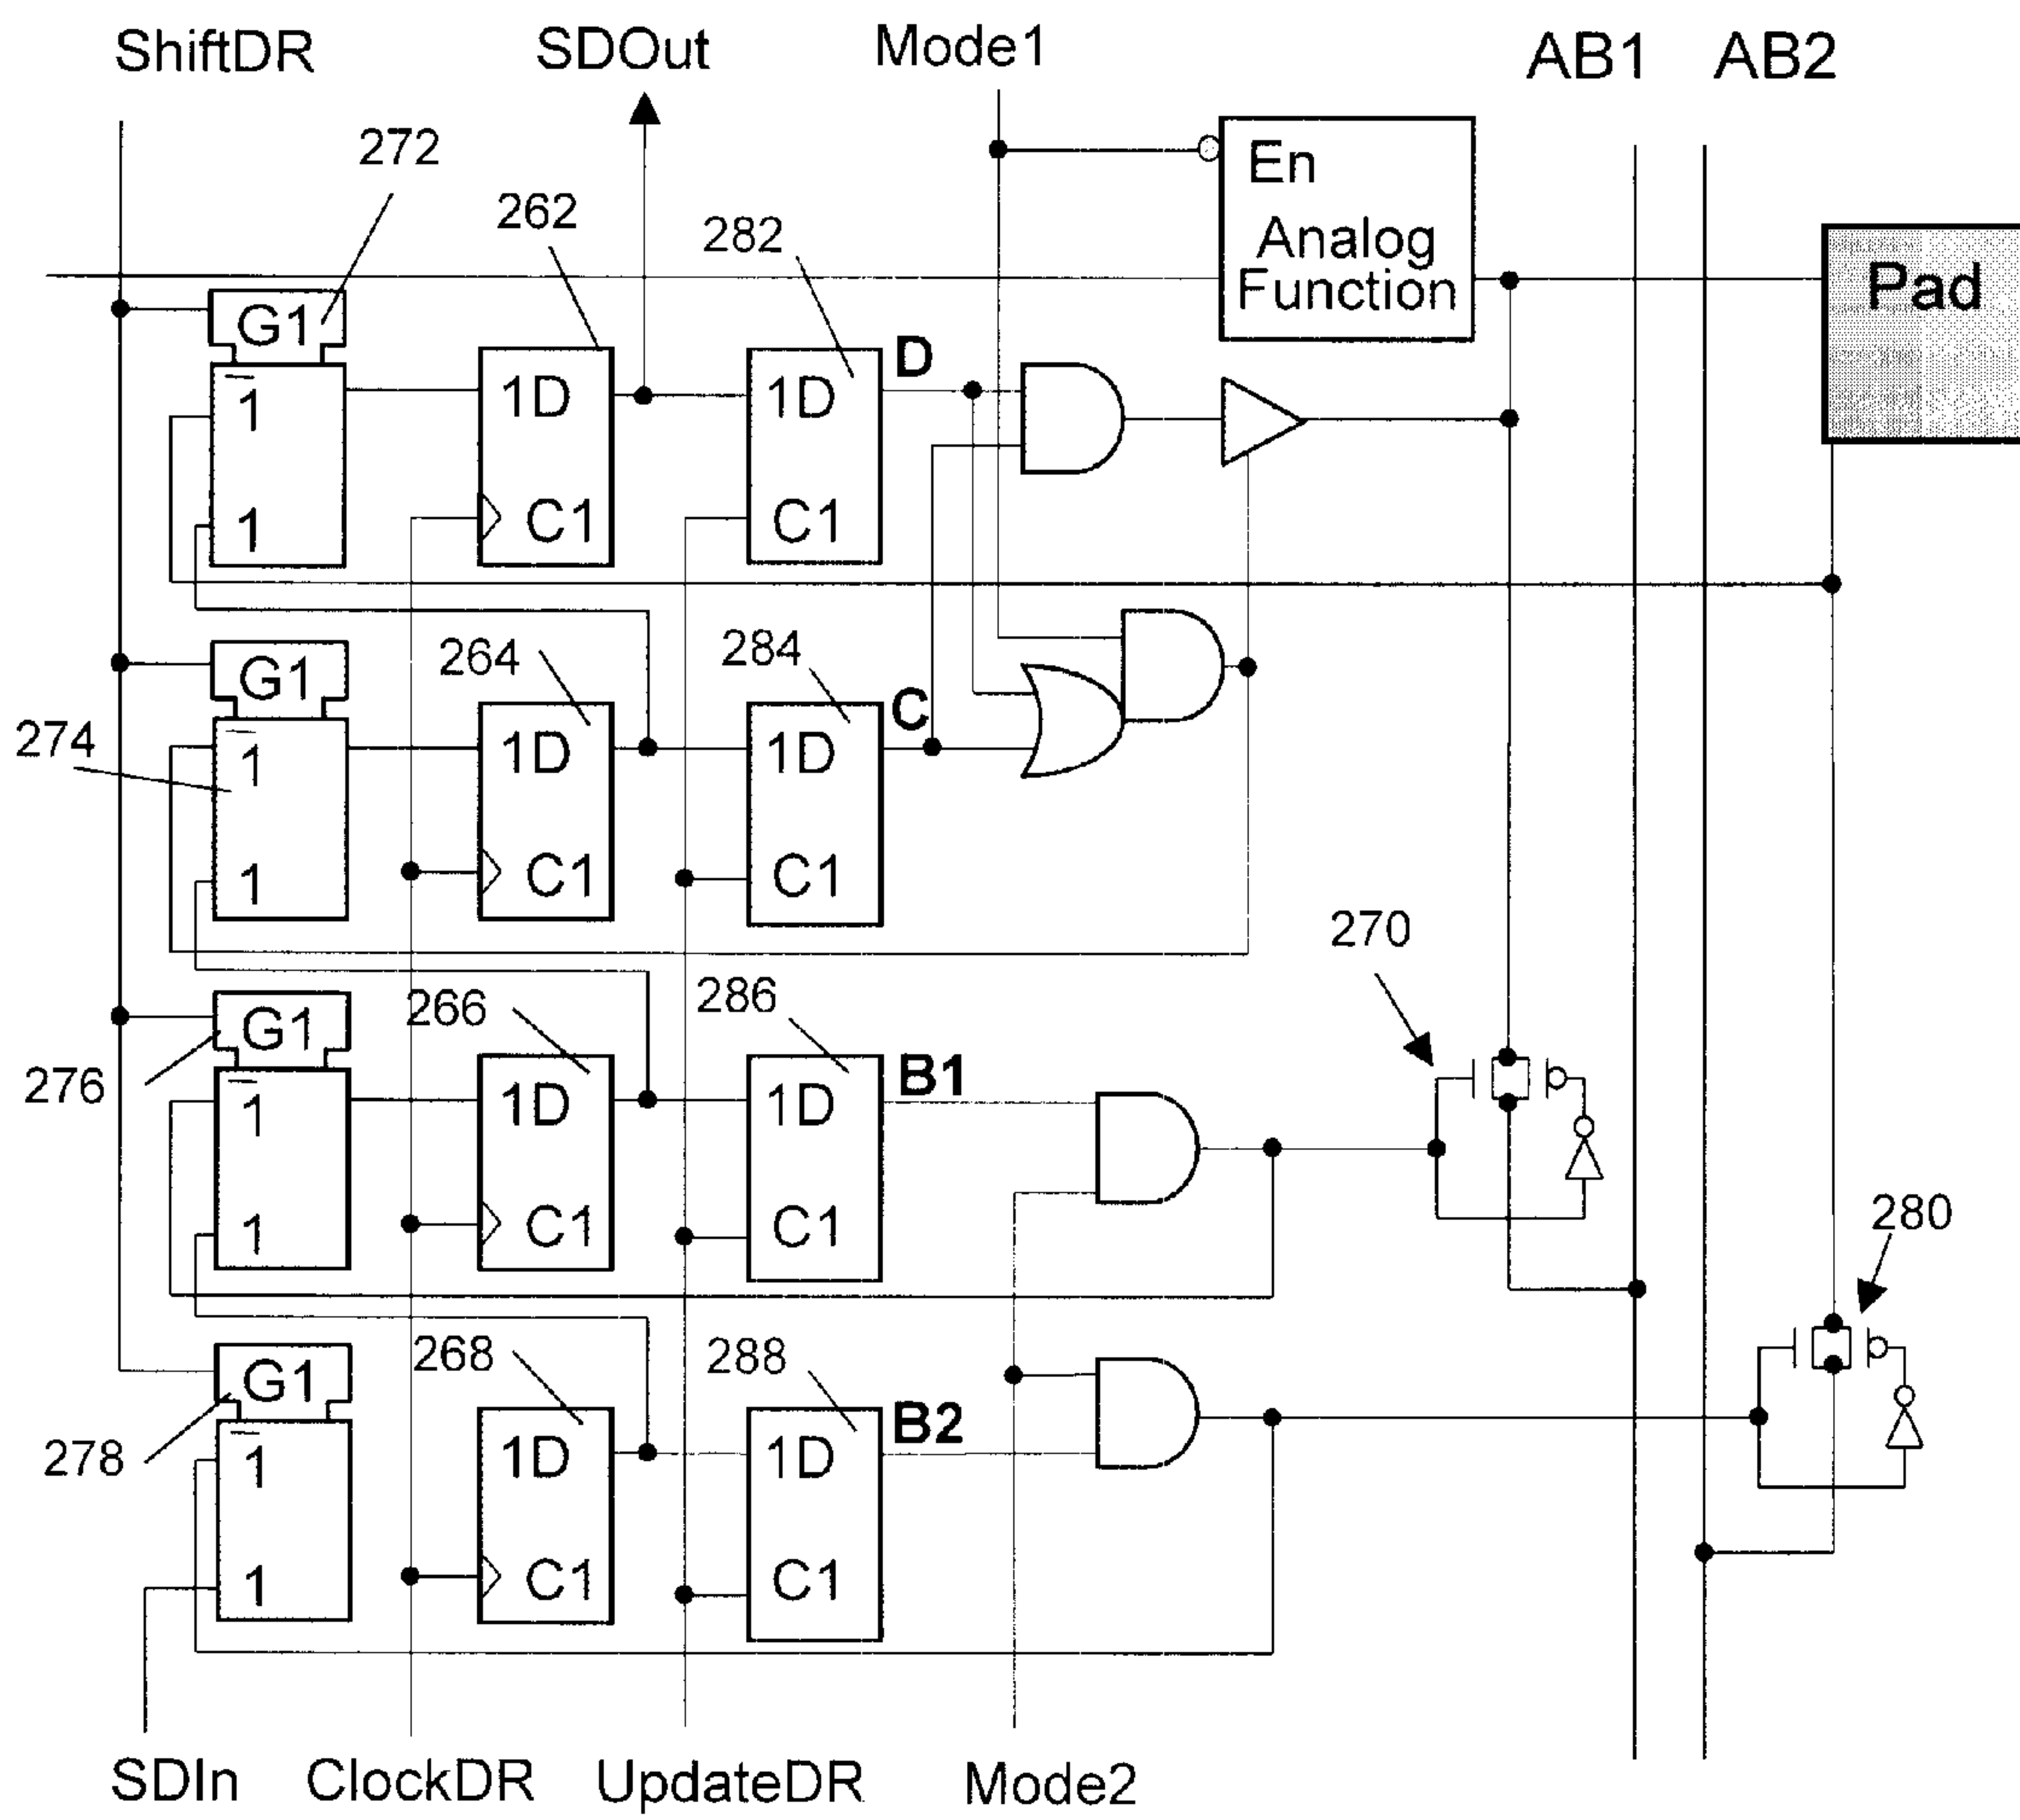 ShiftDR SDOut Mode1 AB1 AB2
272
262
282
En
Analog
Function
Pad
G1
1
1
1D
C1
1D
C1
D
264
284
274
G1
1
1
1D
C1
1D
C1
C
270
266
286
276
G1
1
1
1D
C1
1D
C1
B1
280
268
288
278
G1
1
1
1D
C1
1D
C1
B2
SDIn ClockDR UpdateDR Mode2